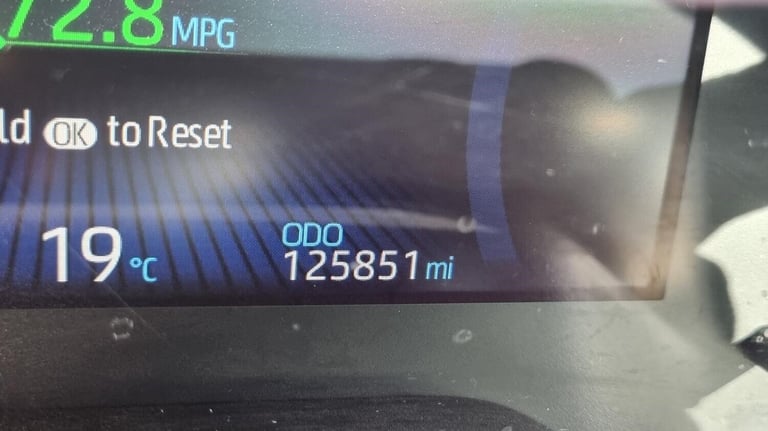 72.8 MPG
ld OK to Reset
19 °C
ODO
125851 mi